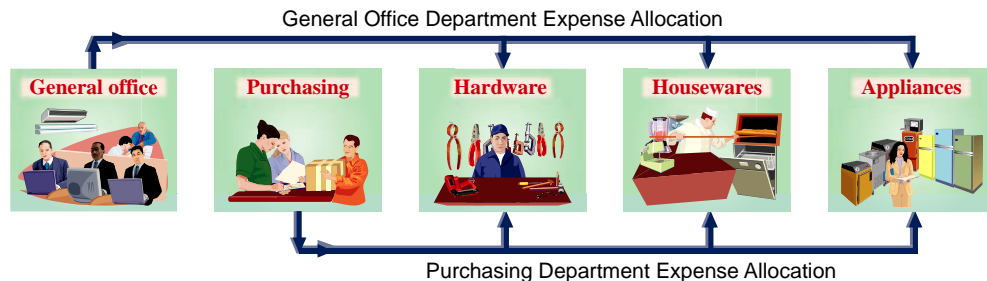 General Office Department Expense Allocation
General office
Purchasing
Hardware
Housewares
Appliances
Purchasing Department Expense Allocation